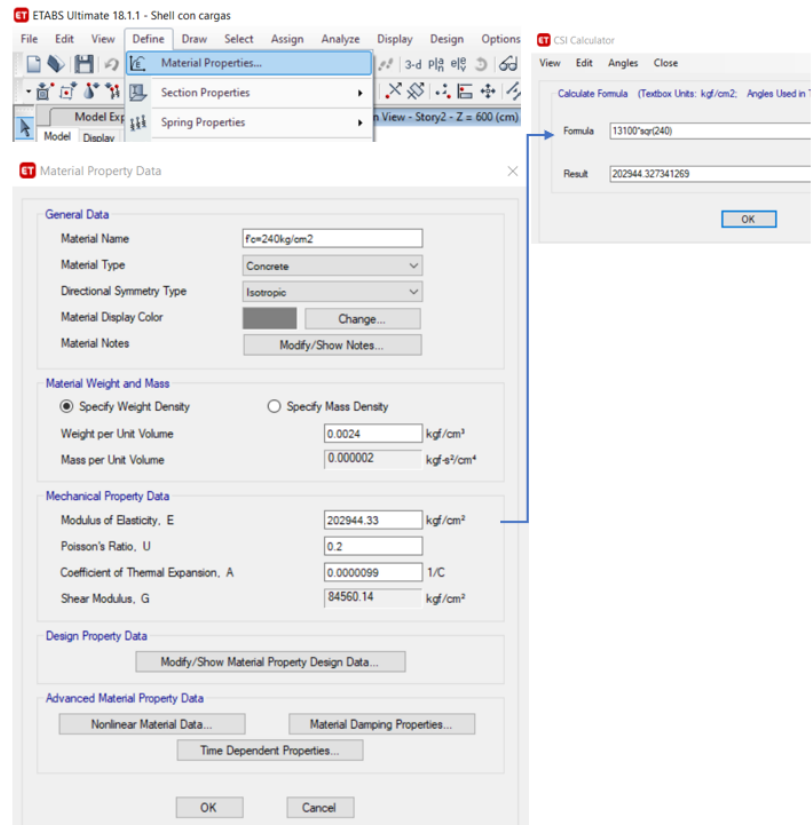 ET ETABS Ultimate 18.1.1 - Shell con cargas
File Edit View Define Draw Select Assign Analyze Display Design Options
Material Properties...
3-d
Section Properties
Model
Spring Properties
n View - Story2 - Z = 600 (cm)
Model Display
ET CSI Calculator
View Edit Angles Close
Calculate Formula (Textbox Units: kgf/cm2; Angles Used in
Formula 13100*sqr(240)
Result 202944.327341269
OK
ET Material Property Data
General Data
Material Name f'c=240kg/cm2
Material Type Concrete
Directional Symmetry Type Isotropic
Material Display Color Change...
Material Notes Modify/Show Notes...
Material Weight and Mass
Specify Weight Density Specify Mass Density
Weight per Unit Volume 0.0024 kgf/cm³
Mass per Unit Volume 0.000002 kgf-s²/cm⁴
Mechanical Property Data
Modulus of Elasticity, E 202944.33 kgf/cm²
Poisson's Ratio, U 0.2
Coefficient of Thermal Expansion, A 0.0000099 1/C
Shear Modulus, G 84560.14 kgf/cm²
Design Property Data
Modify/Show Material Property Design Data...
Advanced Material Property Data
Nonlinear Material Data... Material Damping Properties...
Time Dependent Properties...
OK Cancel